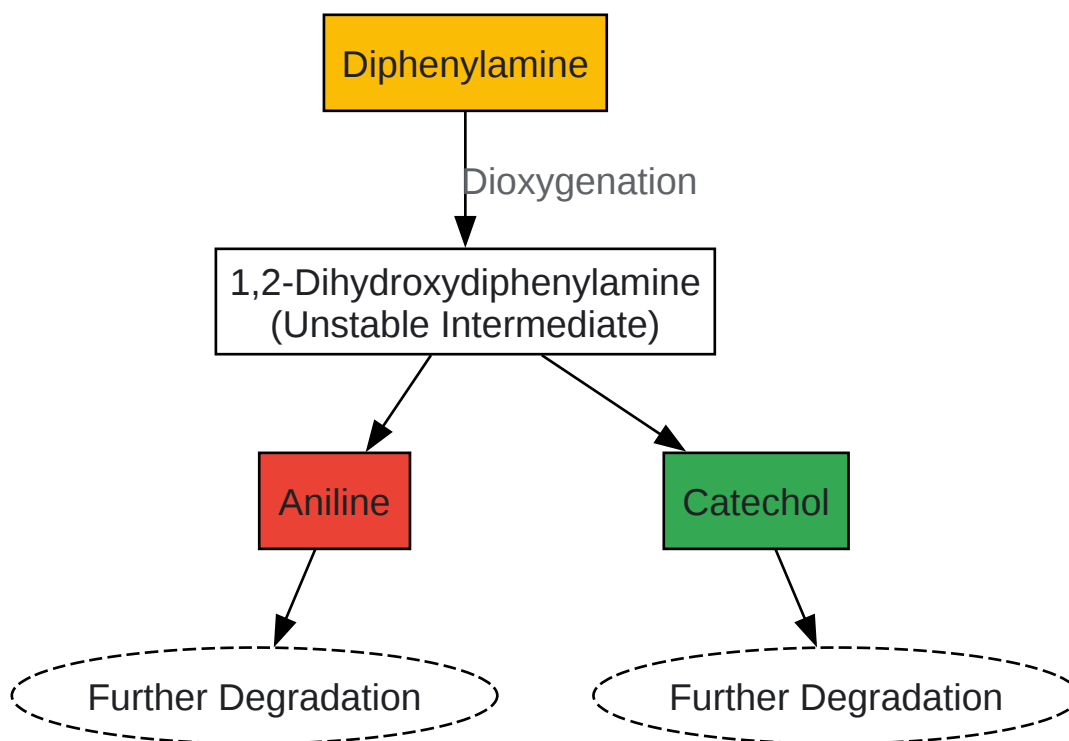 Diphenylamine
Dioxygenation
1,2-Dihydroxydiphenylamine
(Unstable Intermediate)
Aniline
Catechol
Further Degradation
Further Degradation